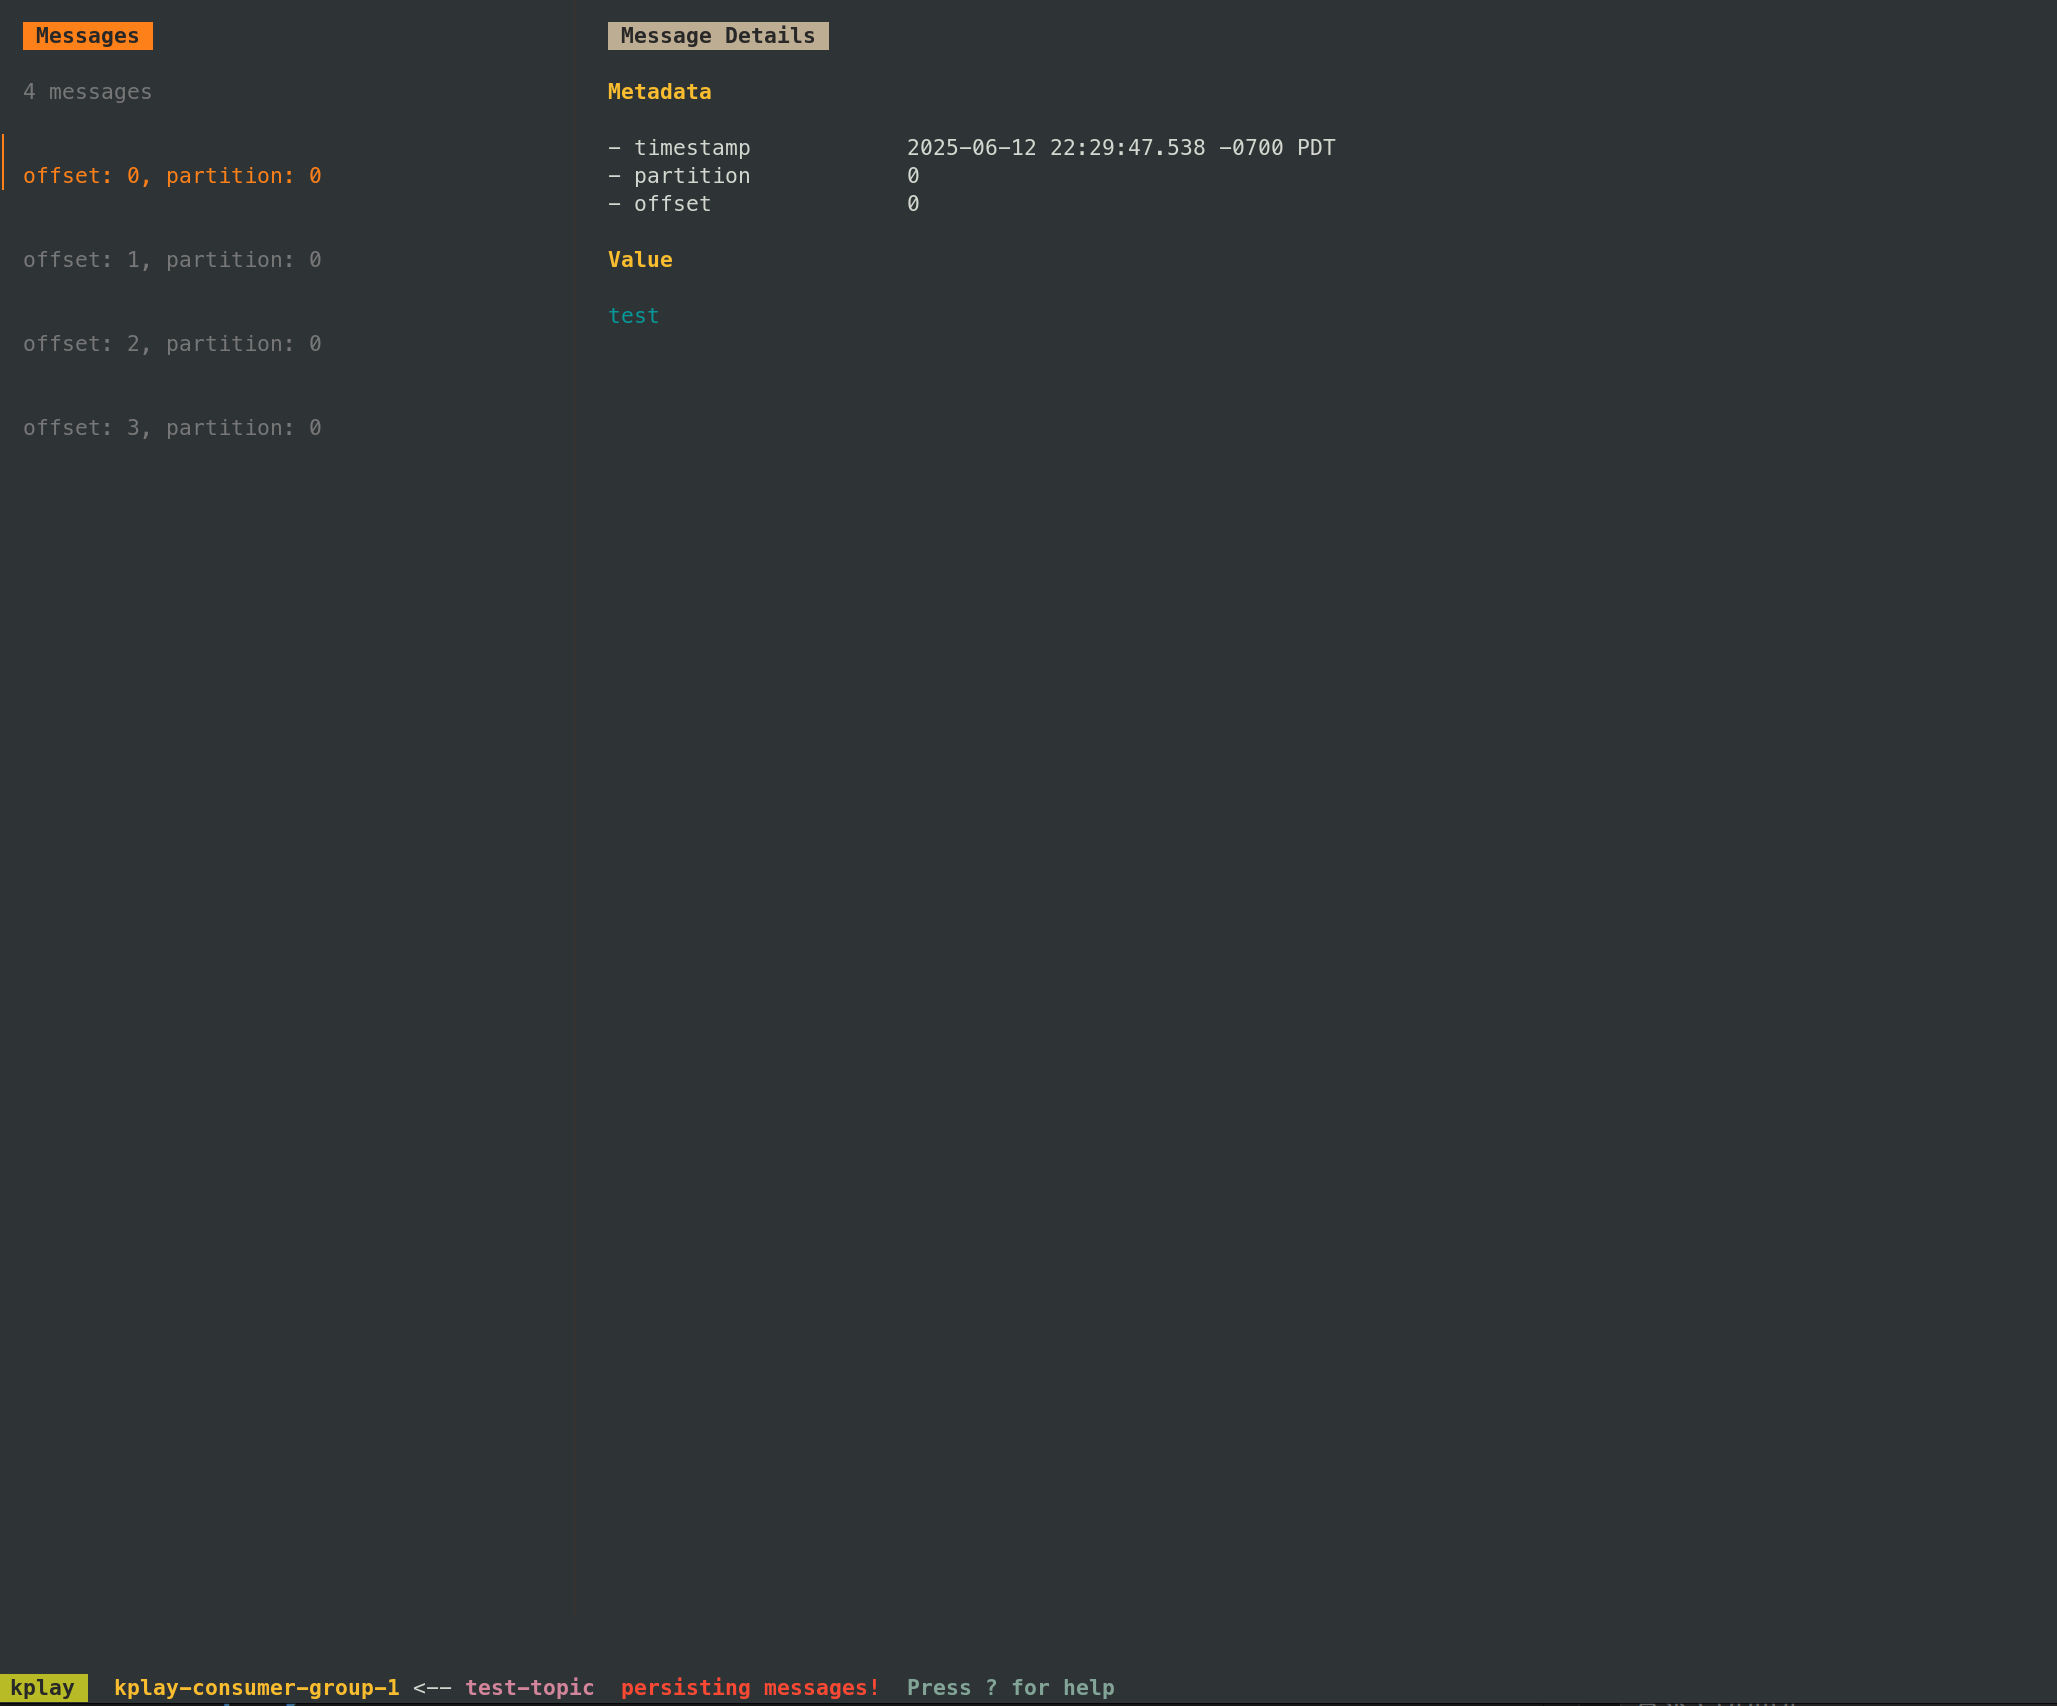 Messages
4 messages
offset: 0, partition: 0
offset: 1, partition: 0
offset: 2, partition: 0
offset: 3, partition: 0
Message Details
Metadata
- timestamp 2025-06-12 22:29:47.538 -0700 PDT
- partition 0
- offset 0
Value
test
kplay kplay-consumer-group-1 <-- test-topic persisting messages! Press ? for help